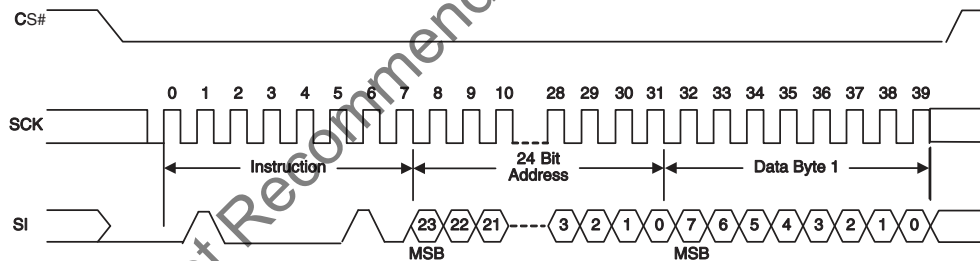 CS#
0 1 2 3 4 5 6 7 8 9 10 28 29 30 31 32 33 34 35 36 37 38 39
SCK
Instruction
24 Bit
Address
Data Byte 1
SI
23 22 21 3 2 1 0 7 6 5 4 3 2 1 0
MSB MSB
Recommend